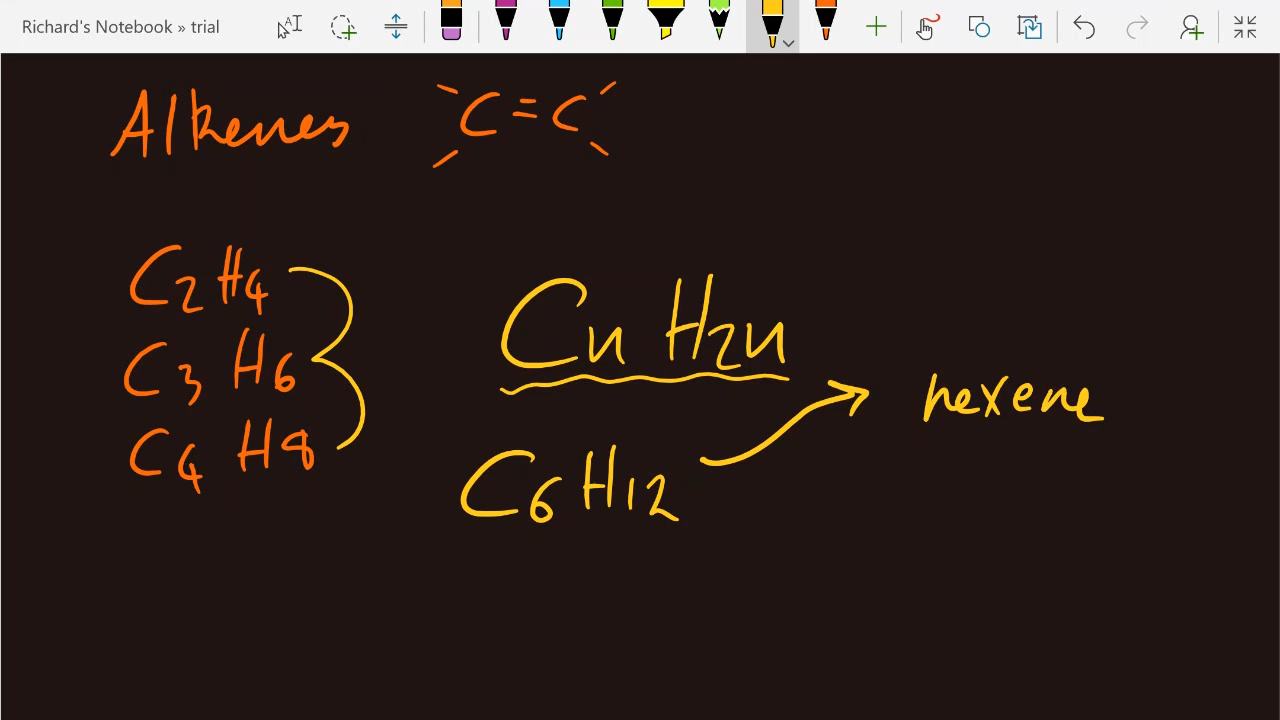 Richard's Notebook » trial
Alkenes C=C
C2H4
C3H6
C4H8
CnH2n
C6H12
hexene